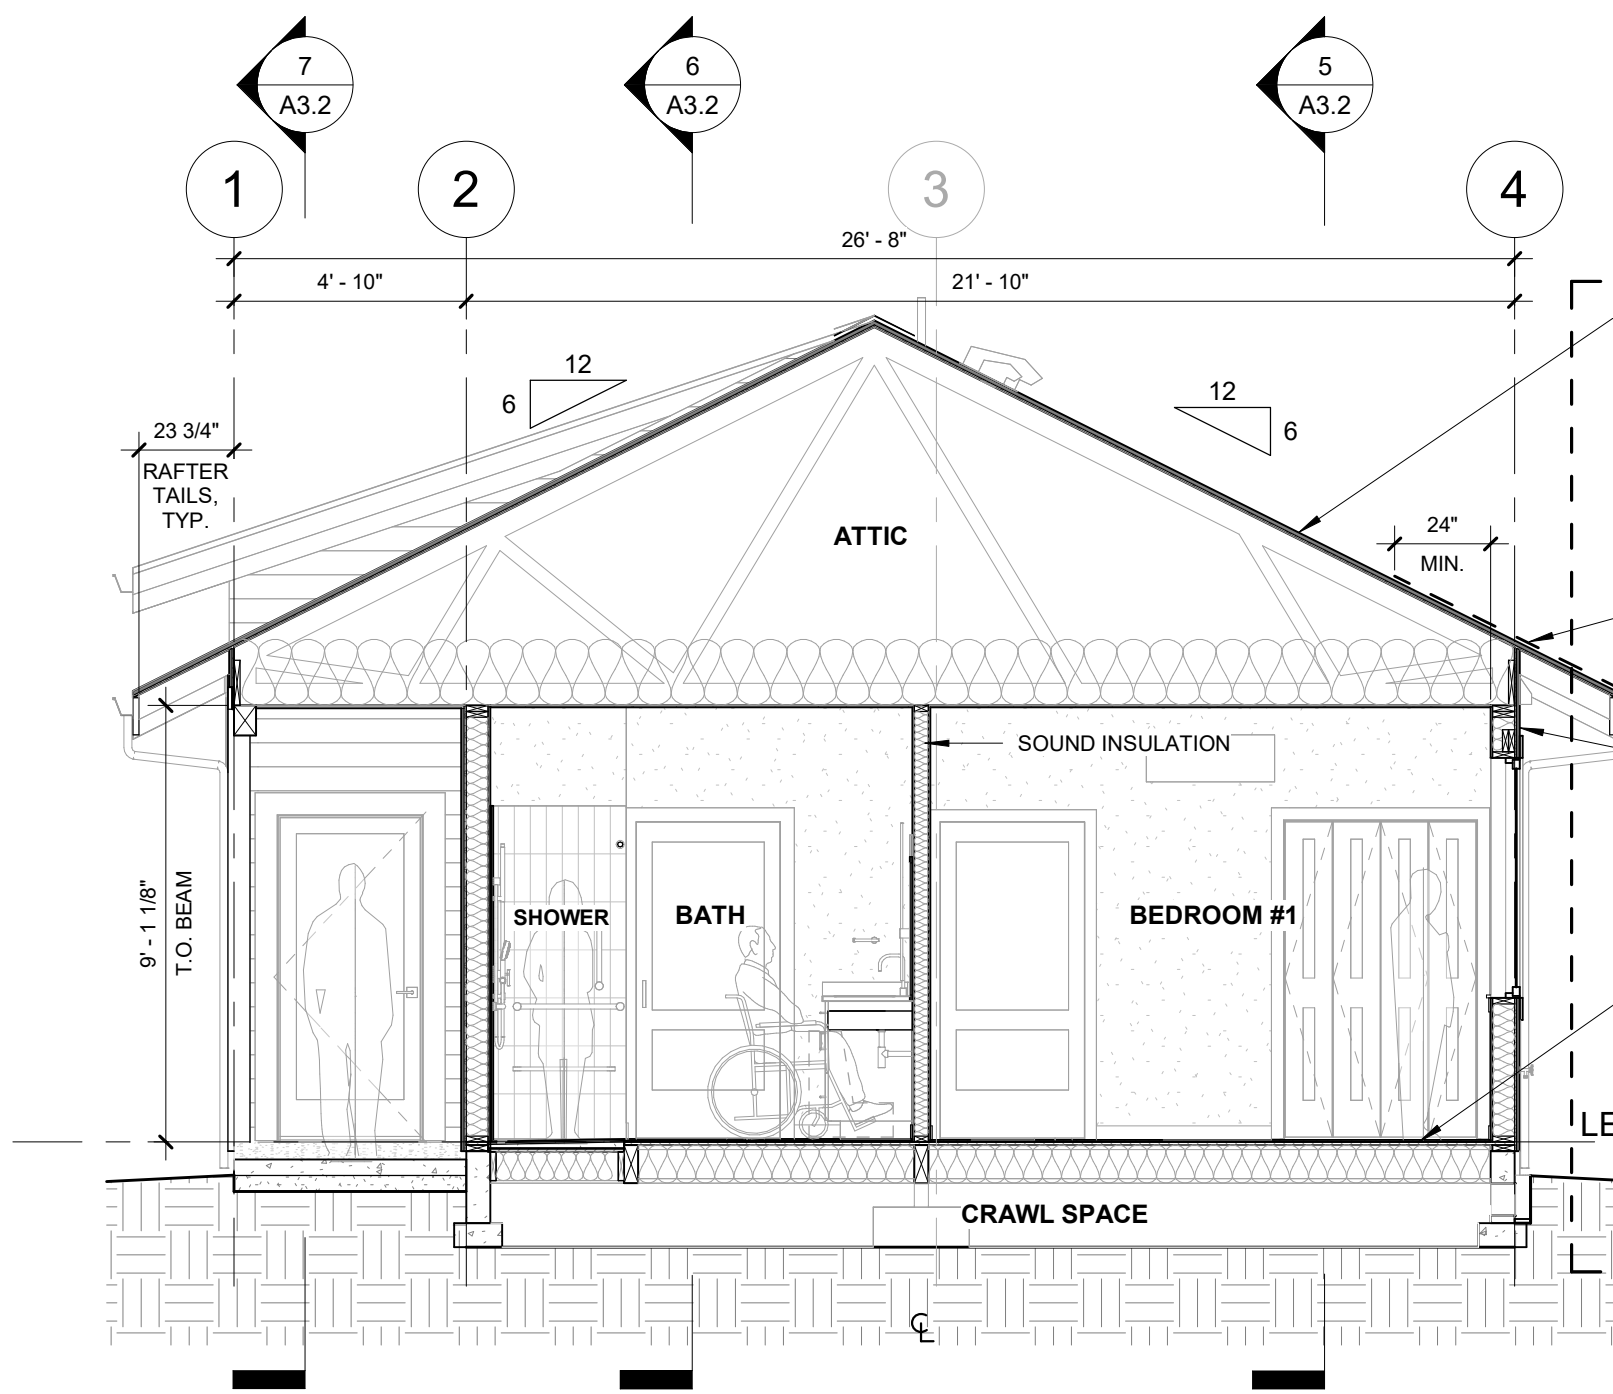 7
A3.2
6
A3.2
5
A3.2
1
2
3
4
26' - 8"
4' - 10"
21' - 10"
12
6
12
6
23 3/4"
RAFTER
TAILS,
TYP.
24"
MIN.
ATTIC
SOUND INSULATION
9' - 1 1/8"
T.O. BEAM
SHOWER
BATH
BEDROOM #1
LE
CRAWL SPACE
℄